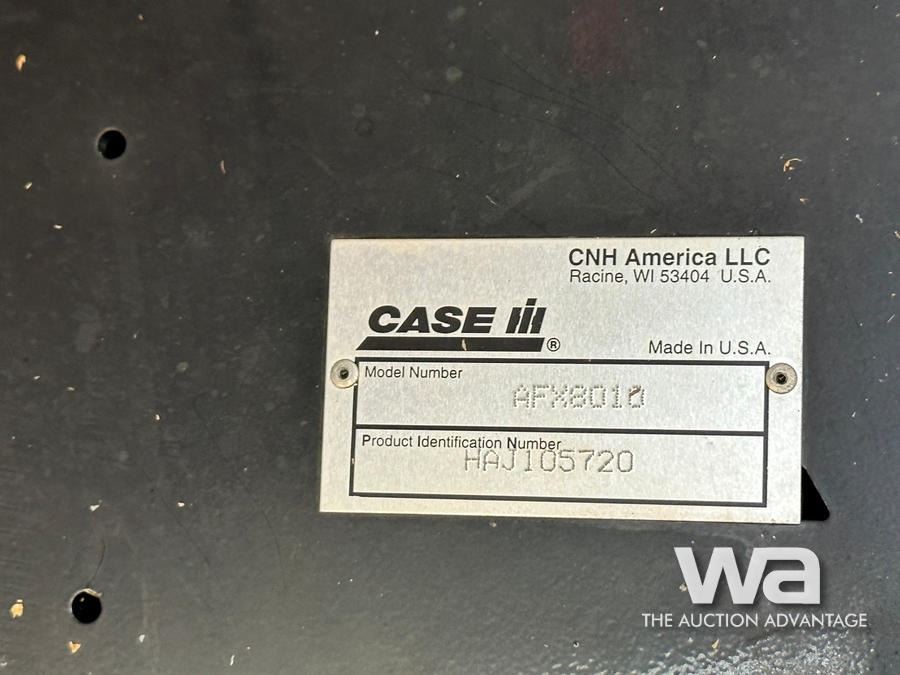 CNH America LLC
Racine, WI 53404 U.S.A.
CASE IH ®
Made In U.S.A.
Model Number
AFX8010
Product Identification Number
HAJ105720
wa
THE AUCTION ADVANTAGE